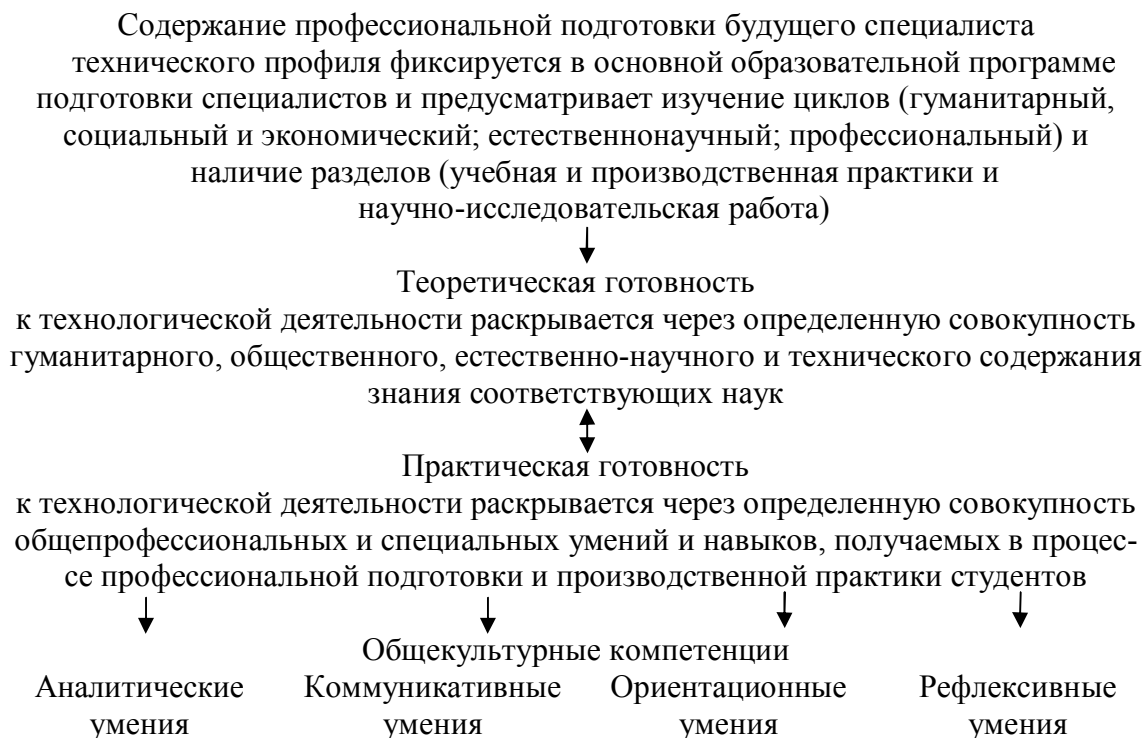 Содержание профессиональной подготовки будущего специалиста
технического профиля фиксируется в основной образовательной программе
подготовки специалистов и предусматривает изучение циклов (гуманитарный,
социальный и экономический; естественнонаучный; профессиональный) и
наличие разделов (учебная и производственная практики и
научно-исследовательская работа)
Теоретическая готовность
к технологической деятельности раскрывается через определенную совокупность
гуманитарного, общественного, естественно-научного и технического содержания
знания соответствующих наук
Практическая готовность
к технологической деятельности раскрывается через определенную совокупность
общепрофессиональных и специальных умений и навыков, получаемых в процес-
се профессиональной подготовки и производственной практики студентов
Общекультурные компетенции
Аналитические Коммуникативные Ориентационные Рефлексивные
умения умения умения умения